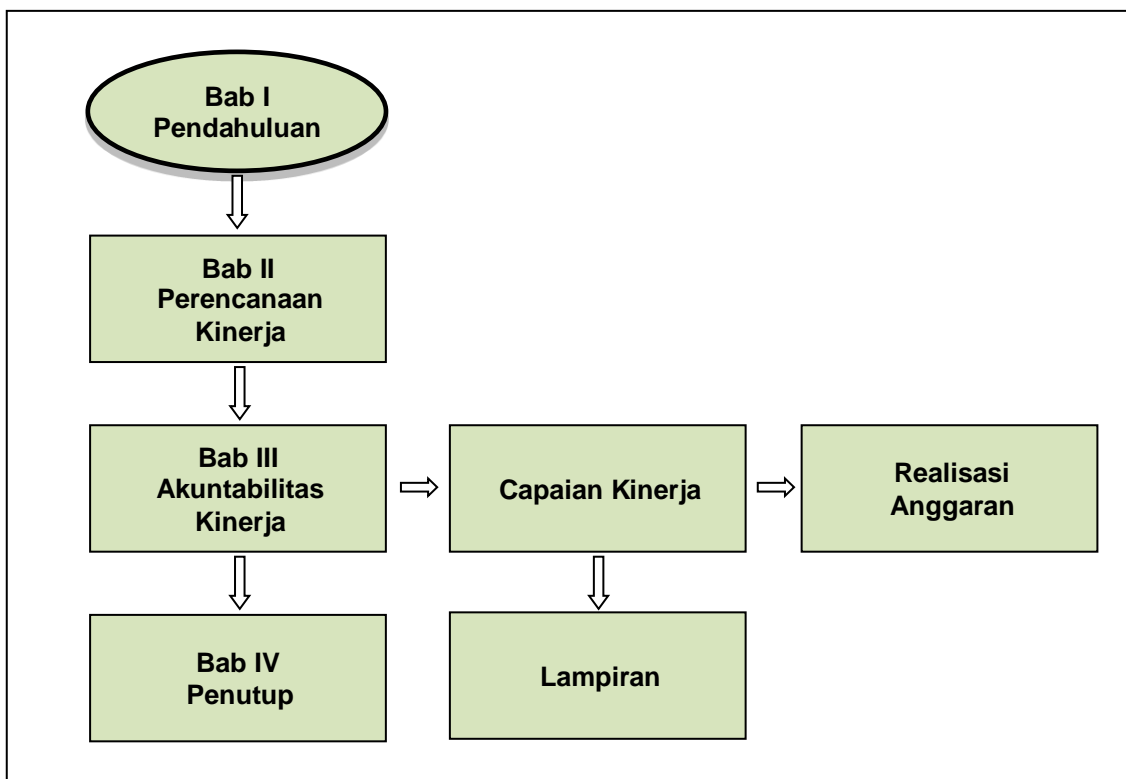 Bab I
Pendahuluan
Bab II
Perencanaan
Kinerja
Bab III
Akuntabilitas
Kinerja
Capaian Kinerja
Realisasi
Anggaran
Bab IV
Penutup
Lampiran